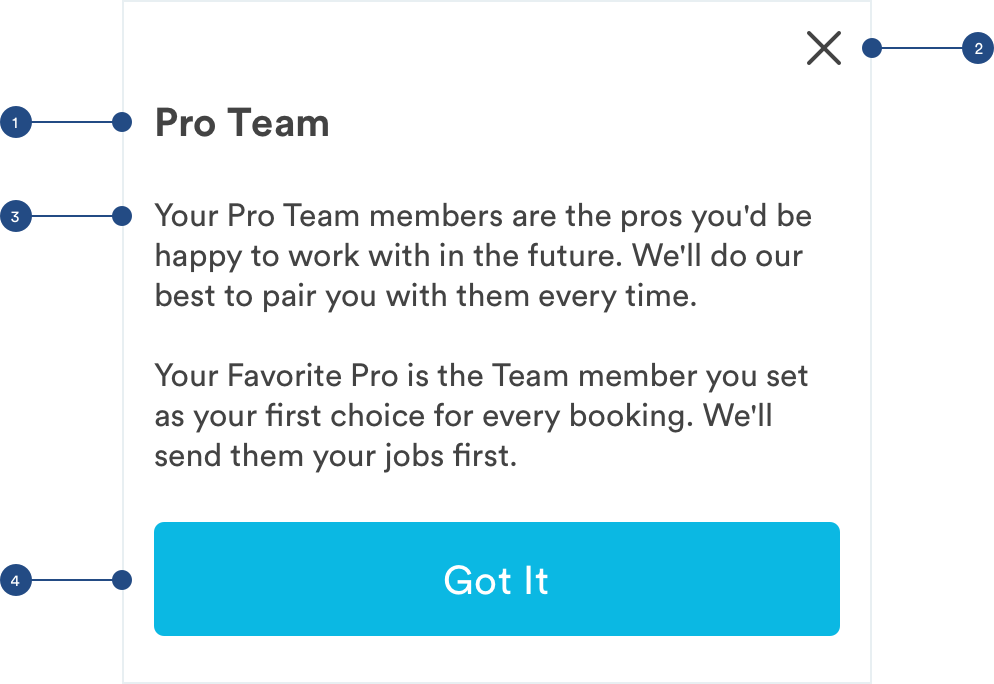 2
1
Pro Team
3
Your Pro Team members are the pros you'd be
happy to work with in the future. We'll do our
best to pair you with them every time.
Your Favorite Pro is the Team member you set
as your first choice for every booking. We'll
send them your jobs first.
4
Got It